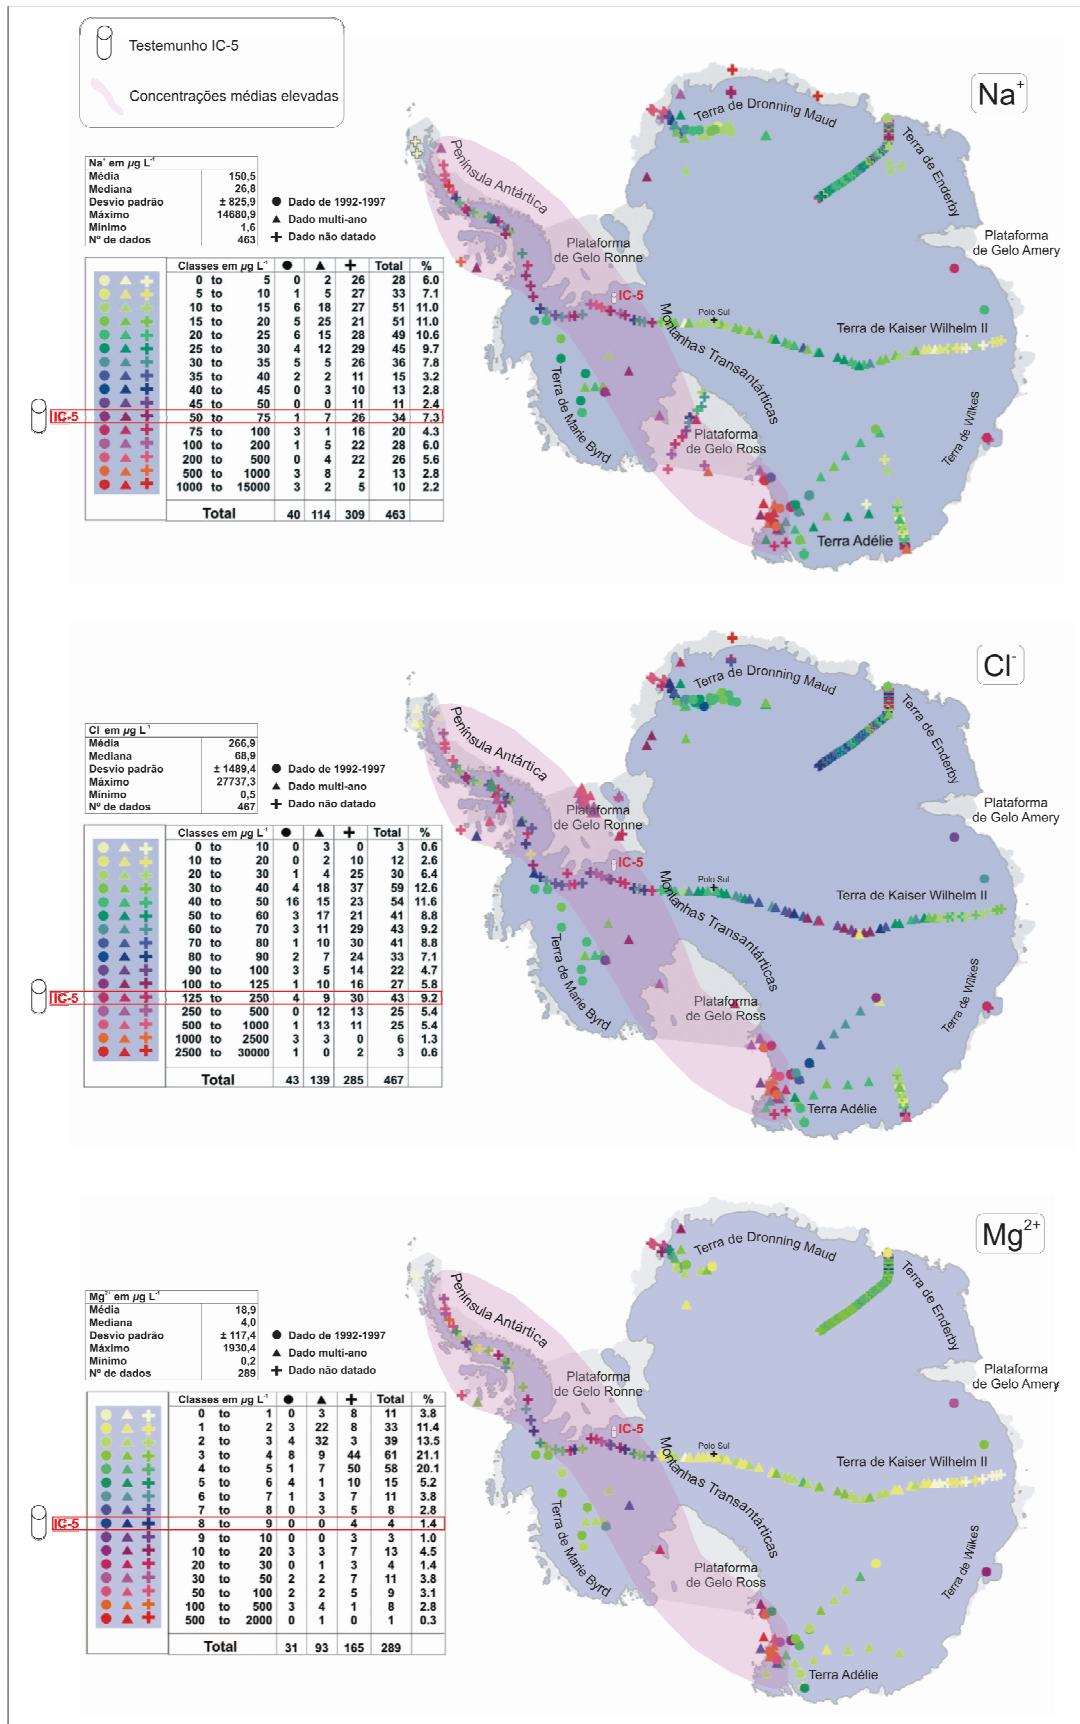 Testemunho IC-5
Concentrações médias elevadas
Na⁺
Na⁺ em µg L⁻¹
Média 150,5
Mediana 26,8
Desvio padrão ± 825,9
Máximo 14680,9
Mínimo 1,6
Nº de dados 463
Dado de 1992-1997
Dado multi-ano
Dado não datado
Classes em µg L⁻¹ Total %
0 to 5 0 2 26 28 6.0
5 to 10 1 5 27 33 7.1
10 to 15 6 18 27 51 11.0
15 to 20 5 25 21 51 11.0
20 to 25 6 15 28 49 10.6
25 to 30 4 12 29 45 9.7
30 to 35 5 5 26 36 7.8
35 to 40 2 2 11 15 3.2
40 to 45 0 3 10 13 2.8
45 to 50 0 0 11 11 2.4
IC-5 50 to 75 1 7 26 34 7.3
75 to 100 3 1 16 20 4.3
100 to 200 1 5 22 28 6.0
200 to 500 0 4 22 26 5.6
500 to 1000 3 8 2 13 2.8
1000 to 15000 3 2 5 10 2.2
Total 40 114 309 463
Terra de Dronning Maud
Terra de Enderby
Península Antártica
Plataforma
de Gelo Ronne
Plataforma
de Gelo Amery
IC-5
Polo Sul
Montanhas Transantárticas
Terra de Kaiser Wilhelm II
Terra de Marie Byrd
Plataforma
de Gelo Ross
Terra de Wilkes
Terra Adélie
Cl⁻
Cl⁻ em µg L⁻¹
Média 266,9
Mediana 68,9
Desvio padrão ± 1489,4
Máximo 27737,3
Mínimo 0,5
Nº de dados 467
Dado de 1992-1997
Dado multi-ano
Dado não datado
Classes em µg L⁻¹ Total %
0 to 10 0 3 0 3 0.6
10 to 20 0 2 10 12 2.6
20 to 30 1 4 25 30 6.4
30 to 40 4 18 37 59 12.6
40 to 50 16 15 23 54 11.6
50 to 60 3 17 21 41 8.8
60 to 70 3 11 29 43 9.2
70 to 80 1 10 30 41 8.8
80 to 90 2 7 24 33 7.1
90 to 100 3 5 14 22 4.7
100 to 125 1 10 16 27 5.8
IC-5 125 to 250 4 9 30 43 9.2
250 to 500 0 12 13 25 5.4
500 to 1000 1 13 11 25 5.4
1000 to 2500 3 3 0 6 1.3
2500 to 30000 1 0 2 3 0.6
Total 43 139 285 467
Terra de Dronning Maud
Terra de Enderby
Península Antártica
Plataforma
de Gelo Ronne
Plataforma
de Gelo Amery
IC-5
Polo Sul
Montanhas Transantárticas
Terra de Kaiser Wilhelm II
Terra de Marie Byrd
Plataforma
de Gelo Ross
Terra de Wilkes
Terra Adélie
Mg²⁺
Mg²⁺ em µg L⁻¹
Média 18,9
Mediana 4,0
Desvio padrão ± 117,4
Máximo 1930,4
Mínimo 0,2
Nº de dados 289
Dado de 1992-1997
Dado multi-ano
Dado não datado
Classes em µg L⁻¹ Total %
0 to 1 0 3 8 11 3.8
1 to 2 3 22 8 33 11.4
2 to 3 4 32 3 39 13.5
3 to 4 8 9 44 61 21.1
4 to 5 1 7 50 58 20.1
5 to 6 4 1 10 15 5.2
6 to 7 1 3 7 11 3.8
7 to 8 0 3 5 8 2.8
IC-5 8 to 9 0 0 4 4 1.4
9 to 10 0 0 3 3 1.0
10 to 20 3 3 7 13 4.5
20 to 30 0 1 3 4 1.4
30 to 50 2 2 7 11 3.8
50 to 100 2 2 5 9 3.1
100 to 500 3 4 1 8 2.8
500 to 2000 0 1 0 1 0.3
Total 31 93 165 289
Terra de Dronning Maud
Terra de Enderby
Península Antártica
Plataforma
de Gelo Ronne
Plataforma
de Gelo Amery
IC-5
Polo Sul
Montanhas Transantárticas
Terra de Kaiser Wilhelm II
Terra de Marie Byrd
Plataforma
de Gelo Ross
Terra de Wilkes
Terra Adélie